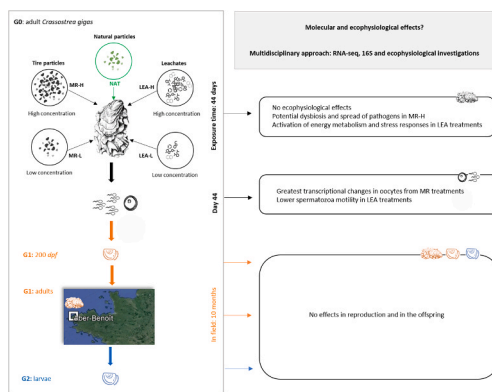 G0: adult Crassostrea gigas
Natural particles
Tire particles
NAT
Leachates
MR-H
LEA-H
High concentration
High concentration
MR-L
LEA-L
Low concentration
Low concentration
G1: 200 dpf
G1: adults
Aber-Benoit
G2: larvae
Exposure time: 44 days
Day 44
In field: 10 months
Molecular and ecophysiological effects?
Multidisciplinary approach: RNA-seq, 16S and ecophysiological investigations
No ecophysiological effects
Potential dysbiosis and spread of pathogens in MR-H
Activation of energy metabolism and stress responses in LEA treatments
Greatest transcriptional changes in oocytes from MR treatments
Lower spermatozoa motility in LEA treatments
No effects in reproduction and in the offspring